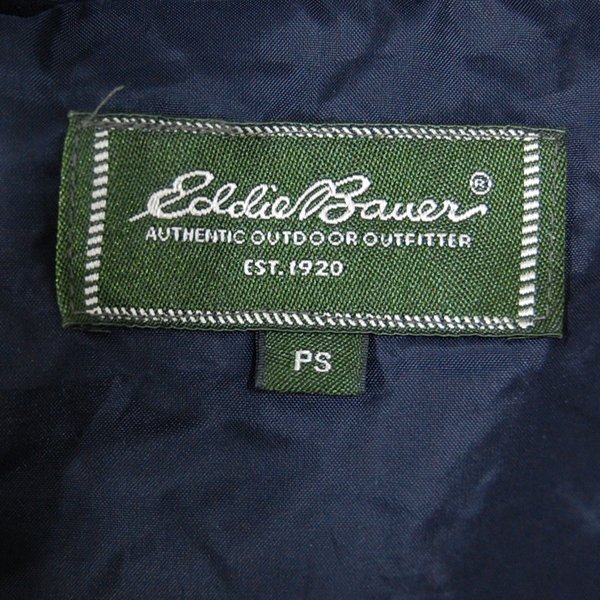 Eddie Bauer®
AUTHENTIC OUTDOOR OUTFITTER
EST. 1920
PS